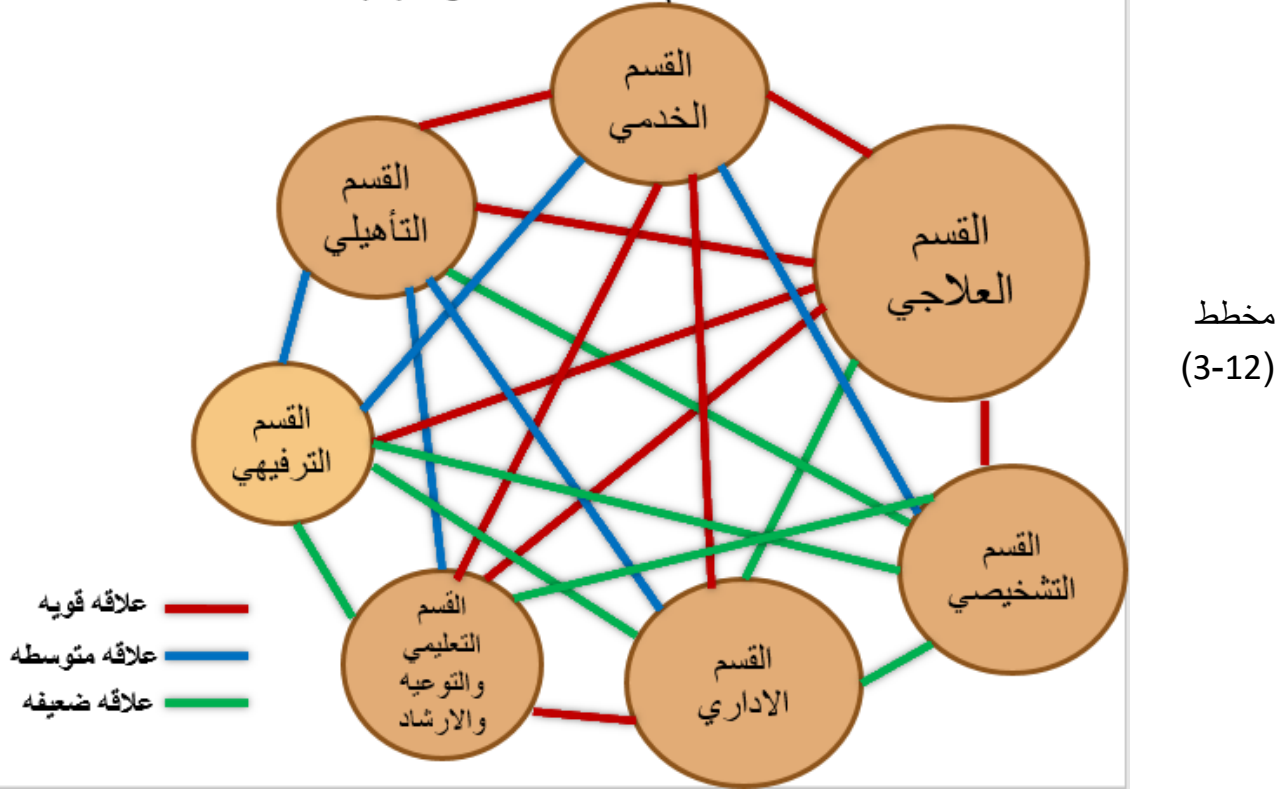 القسم
الخدمي
القسم
التأهيلي
القسم
العلاجي
مخطط
(3-12)
القسم
الترفيهي
القسم
التشخيصي
القسم
التعليمي
والتوعيه
والارشاد
القسم
الاداري
علاقه قويه
علاقه متوسطه
علاقه ضعيفه